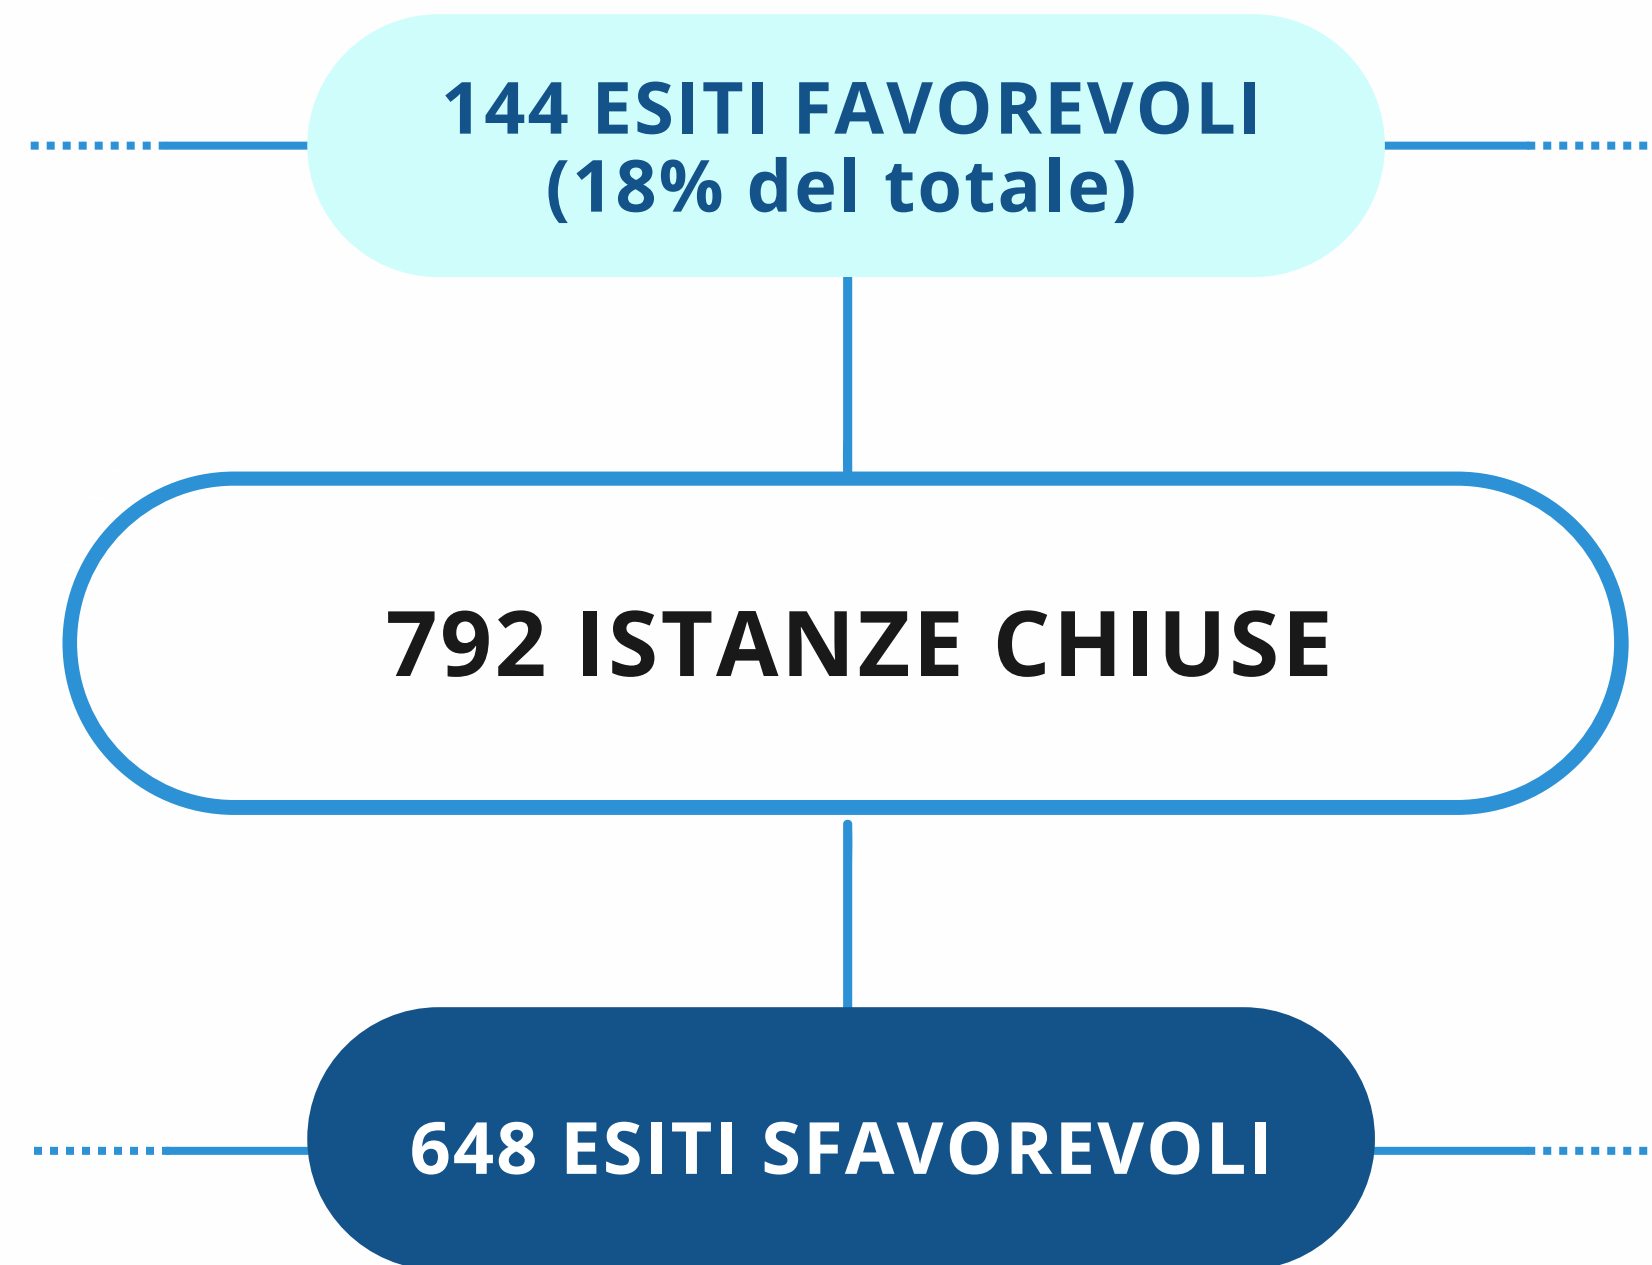 144 ESITI FAVOREVOLI
(18% del totale)
792 ISTANZE CHIUSE
648 ESITI SFAVOREVOLI